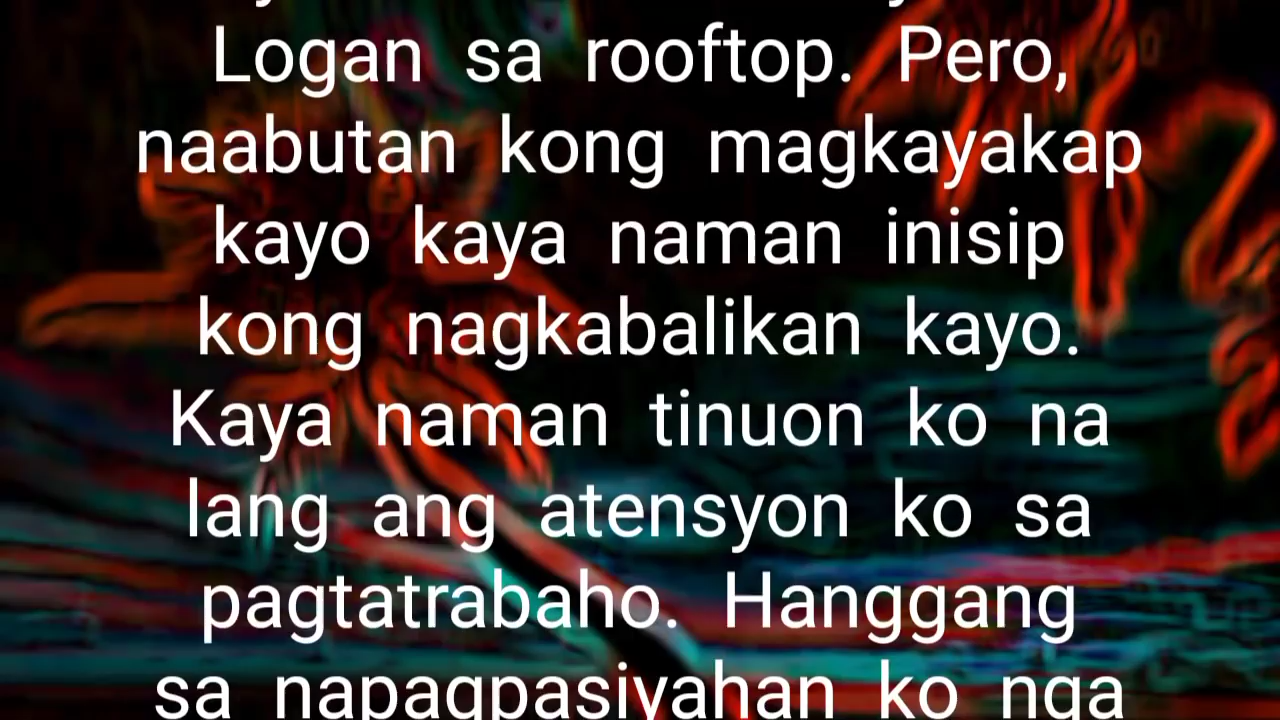 Logan sa rooftop. Pero,
naabutan kong magkayakap
kayo kaya naman inisip
kong nagkabalikan kayo.
Kaya naman tinuon ko na
lang ang atensyon ko sa
pagtatrabaho. Hanggang
sa napagpasiyahan ko nga